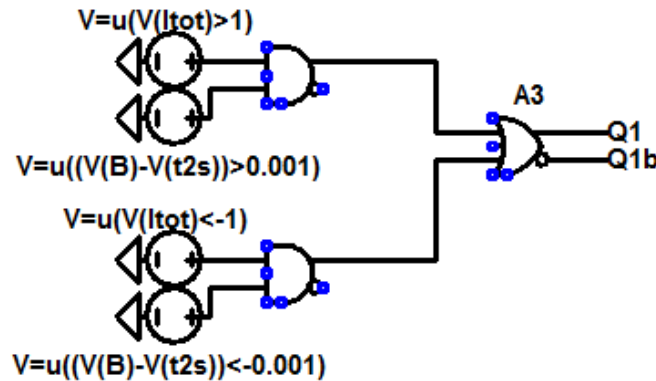 V=u(V(Itot)>1)
A3
Q1
Q1b
V=u((V(B)-V(t2s))>0.001)
V=u(V(Itot)<-1)
V=u((V(B)-V(t2s))<-0.001)